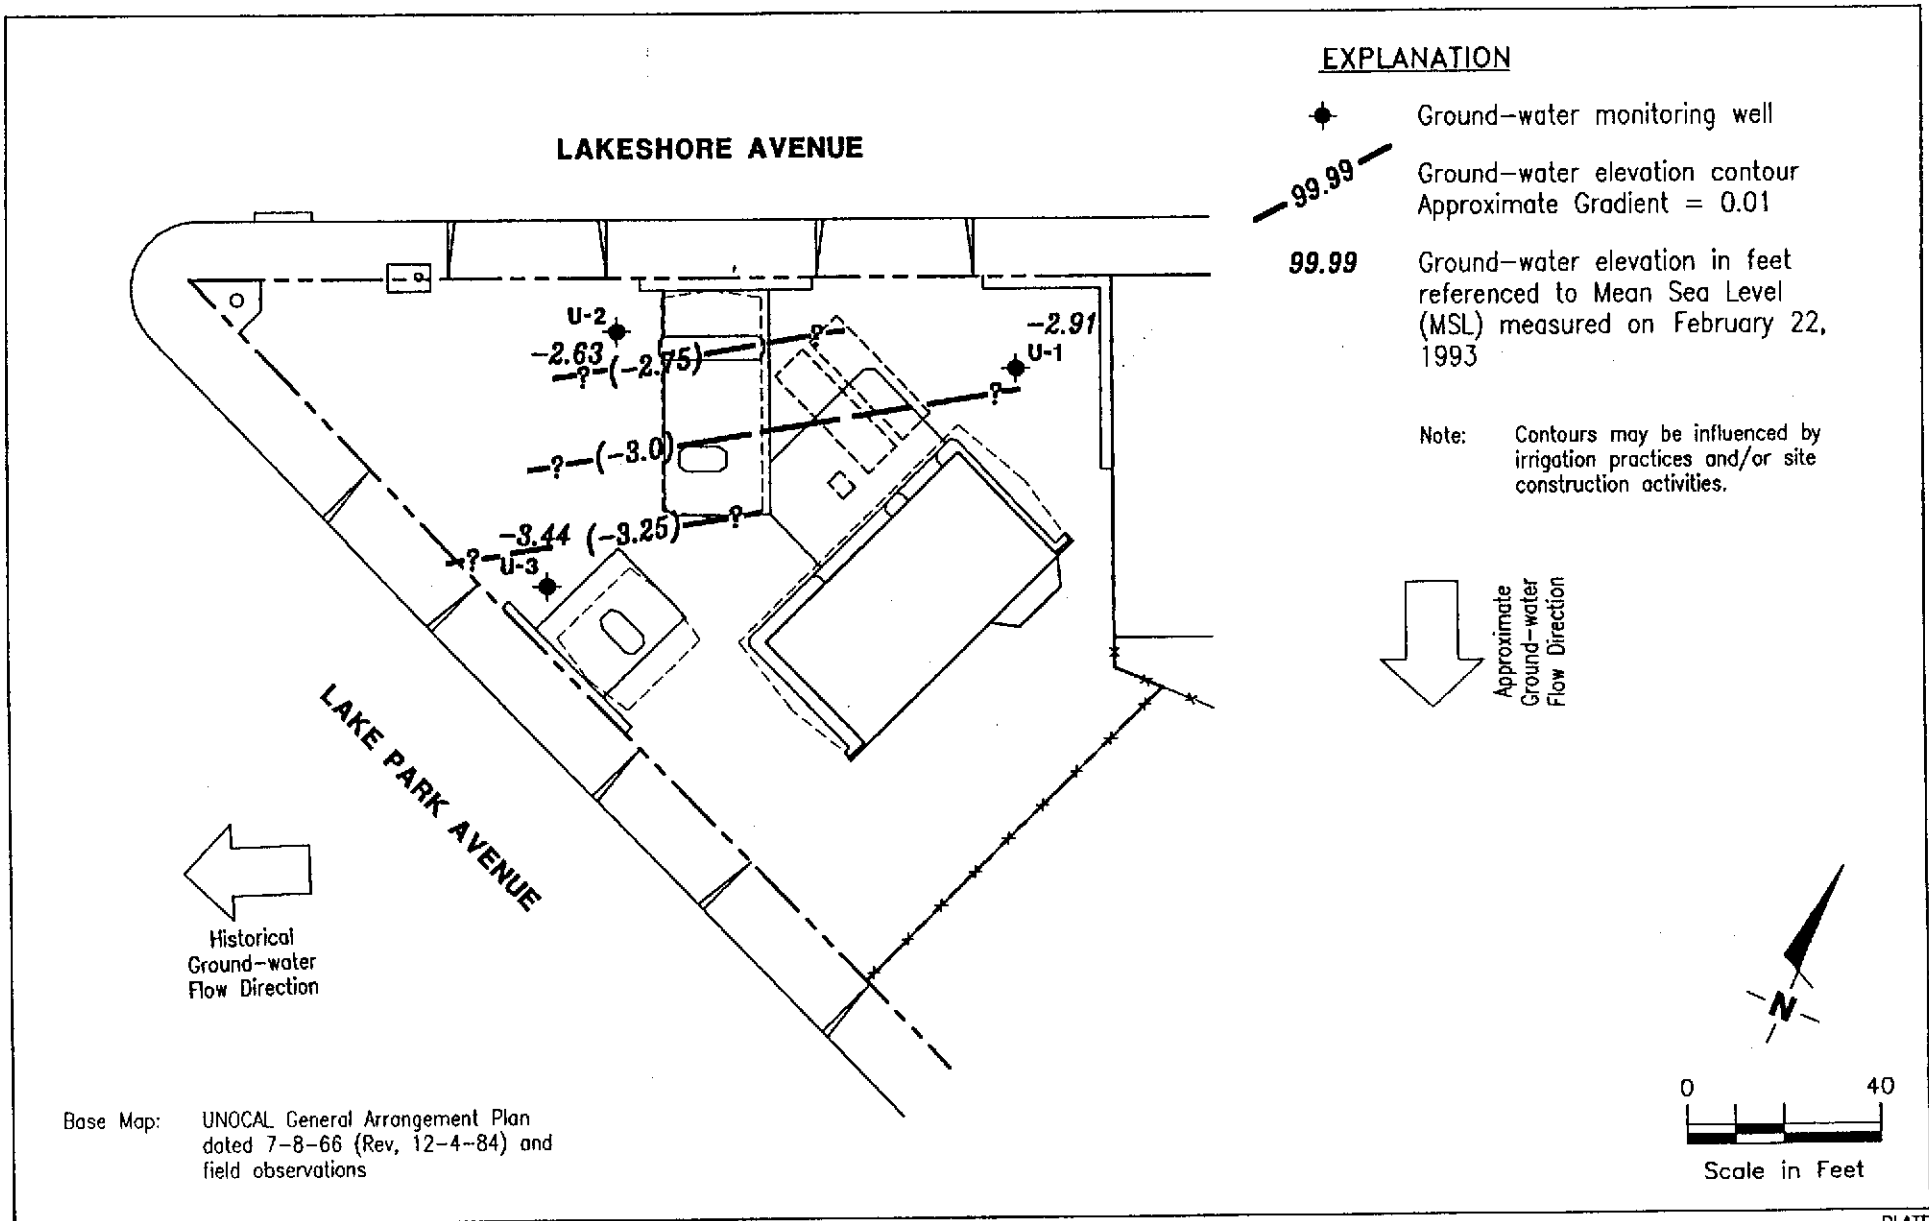 EXPLANATION
Ground-water monitoring well
99.99
Ground-water elevation contour
Approximate Gradient = 0.01
99.99
Ground-water elevation in feet
referenced to Mean Sea Level
(MSL) measured on February 22,
1993
Note: Contours may be influenced by
irrigation practices and/or site
construction activities.
LAKESHORE AVENUE
U-2
-2.63
? (-2.75) ?
-2.91
U-1
? (-3.0) ?
-3.44 (-3.25) ?
?
U-3
LAKE PARK AVENUE
Approximate
Ground-water
Flow Direction
Historical
Ground-water
Flow Direction
N
0 40
Scale in Feet
Base Map: UNOCAL General Arrangement Plan
dated 7-8-66 (Rev, 12-4-84) and
field observations